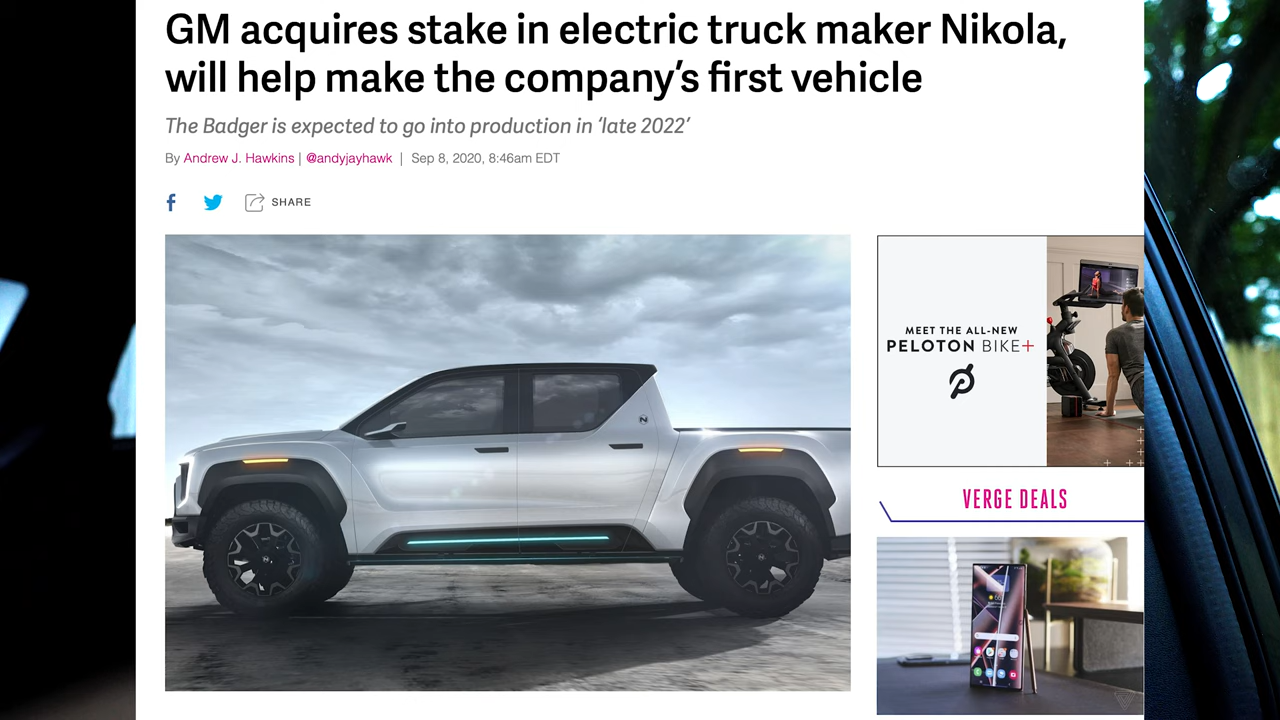 GM acquires stake in electric truck maker Nikola,
will help make the company's first vehicle
The Badger is expected to go into production in 'late 2022'
By Andrew J. Hawkins | @andyjayhawk | Sep 8, 2020, 8:46am EDT
SHARE
MEET THE ALL-NEW
PELOTON BIKE+
VERGE DEALS